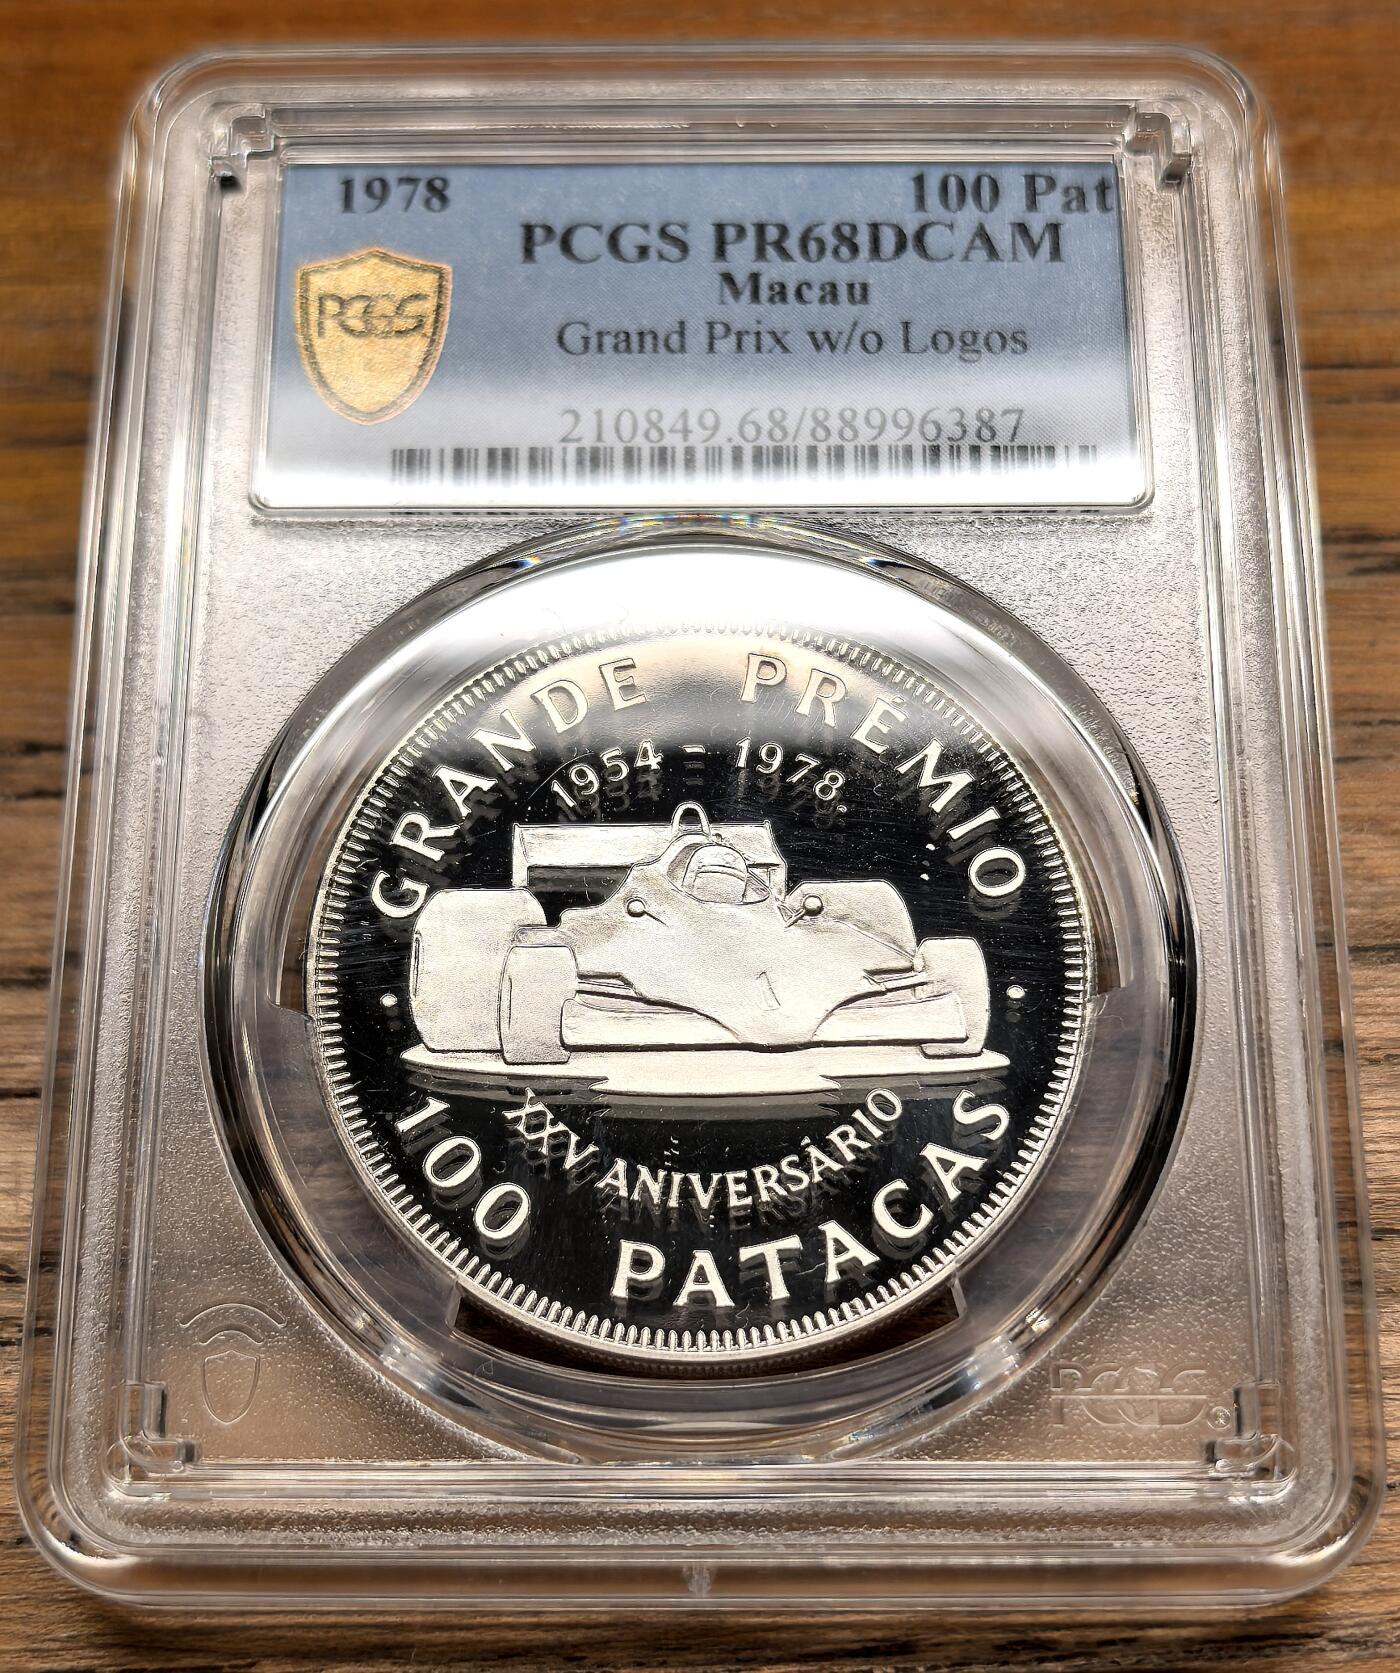 1978 100 Pat
PCGS PR68DCAM
Macau
PCGS
Grand Prix w/o Logos
210849.68/88996387
GRANDE PRÉMIO
1954 - 1978
1
XXV ANIVERSÁRIO
100 PATACAS
PCGS